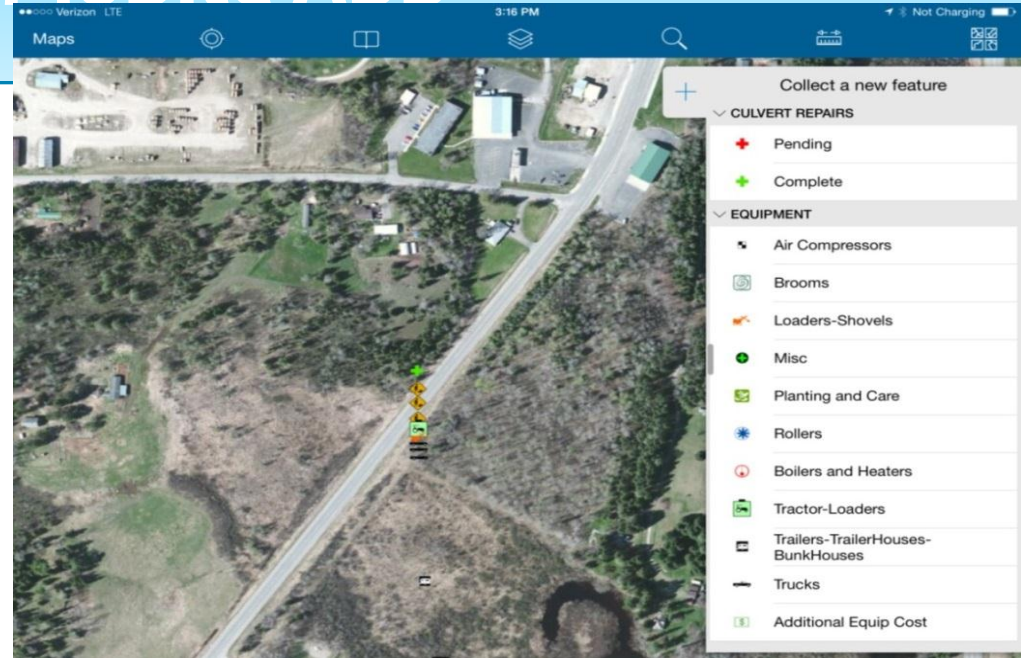 Verizon LTE
3:16 PM
Not Charging
Maps
Collect a new feature
CULVERT REPAIRS
Pending
Complete
EQUIPMENT
Air Compressors
Brooms
Loaders-Shovels
Misc
Planting and Care
Rollers
Boilers and Heaters
Tractor-Loaders
Trailers-TrailerHouses-
BunkHouses
Trucks
Additional Equip Cost